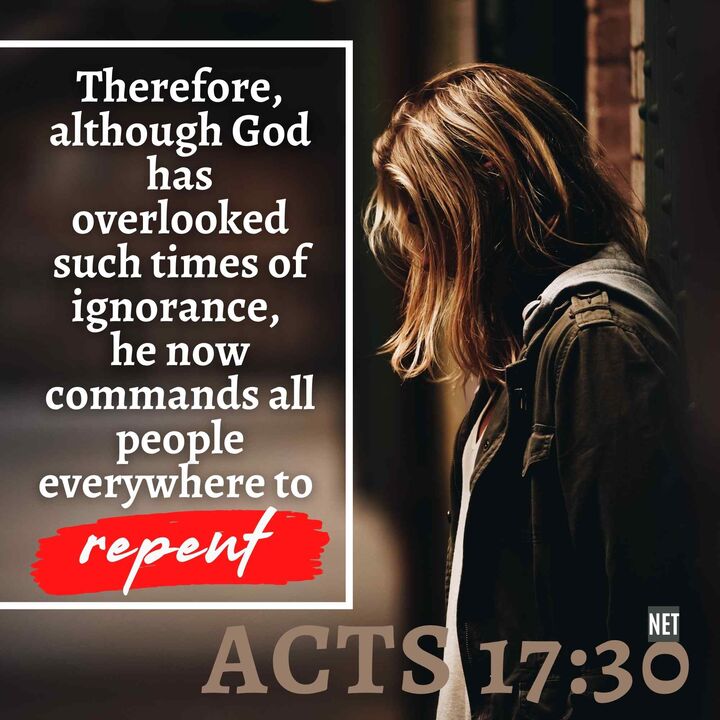 Therefore,
although God
has
overlooked
such times of
ignorance,
he now
commands all
people
everywhere to
repent
NET
ACTS 17:30